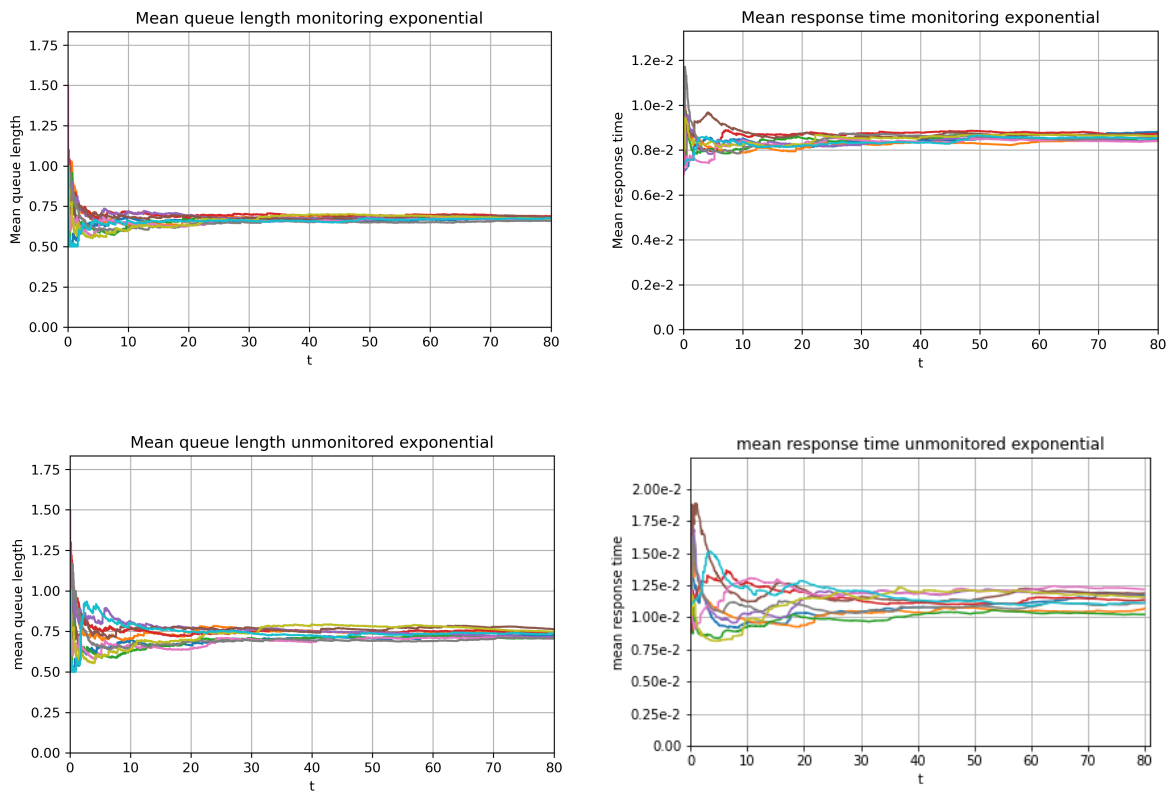 Mean queue length monitoring exponential
1.75
1.50
1.25
1.00
0.75
0.50
0.25
0.00
Mean queue length
0 10 20 30 40 50 60 70 80
t
Mean response time monitoring exponential
1.2e-2
1.0e-2
0.8e-2
0.6e-2
0.4e-2
0.2e-2
0.0
Mean response time
0 10 20 30 40 50 60 70 80
t
Mean queue length unmonitored exponential
1.75
1.50
1.25
1.00
0.75
0.50
0.25
0.00
mean queue length
0 10 20 30 40 50 60 70 80
t
mean response time unmonitored exponential
2.00e-2
1.75e-2
1.50e-2
1.25e-2
1.00e-2
0.75e-2
0.50e-2
0.25e-2
0.00
mean response time
0 10 20 30 40 50 60 70 80
t